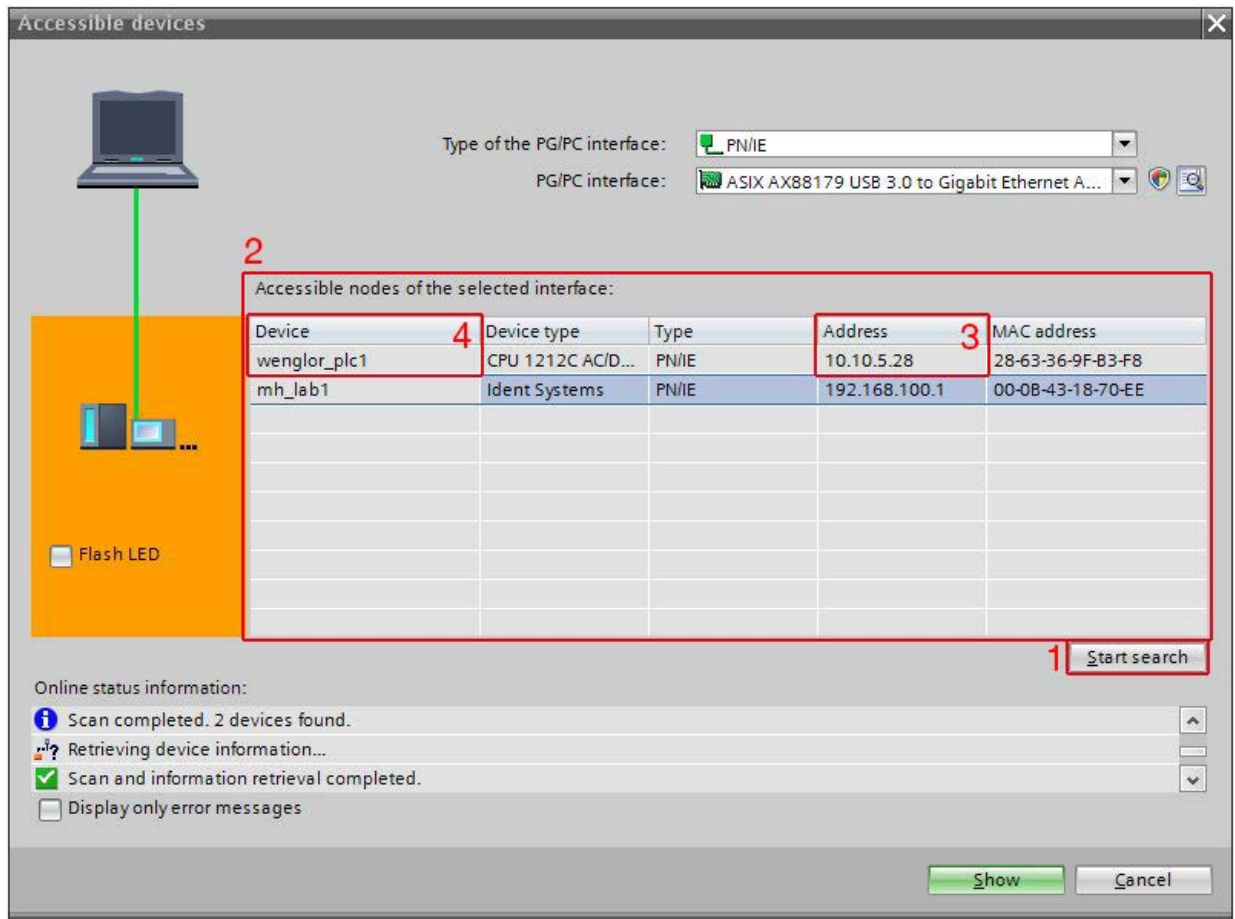 Accessible devices
Type of the PG/PC interface: PN/IE
PG/PC interface: ASIX AX88179 USB 3.0 to Gigabit Ethernet A...
2
Accessible nodes of the selected interface:
Device 4 Device type Type Address 3 MAC address
wenglor_plc1 CPU 1212C AC/D... PN/IE 10.10.5.28 28-63-36-9F-B3-F8
mh_lab1 Ident Systems PN/IE 192.168.100.1 00-0B-43-18-70-EE
...
Flash LED
1 Start search
Online status information:
Scan completed. 2 devices found.
? Retrieving device information...
Scan and information retrieval completed.
Display only error messages
Show Cancel